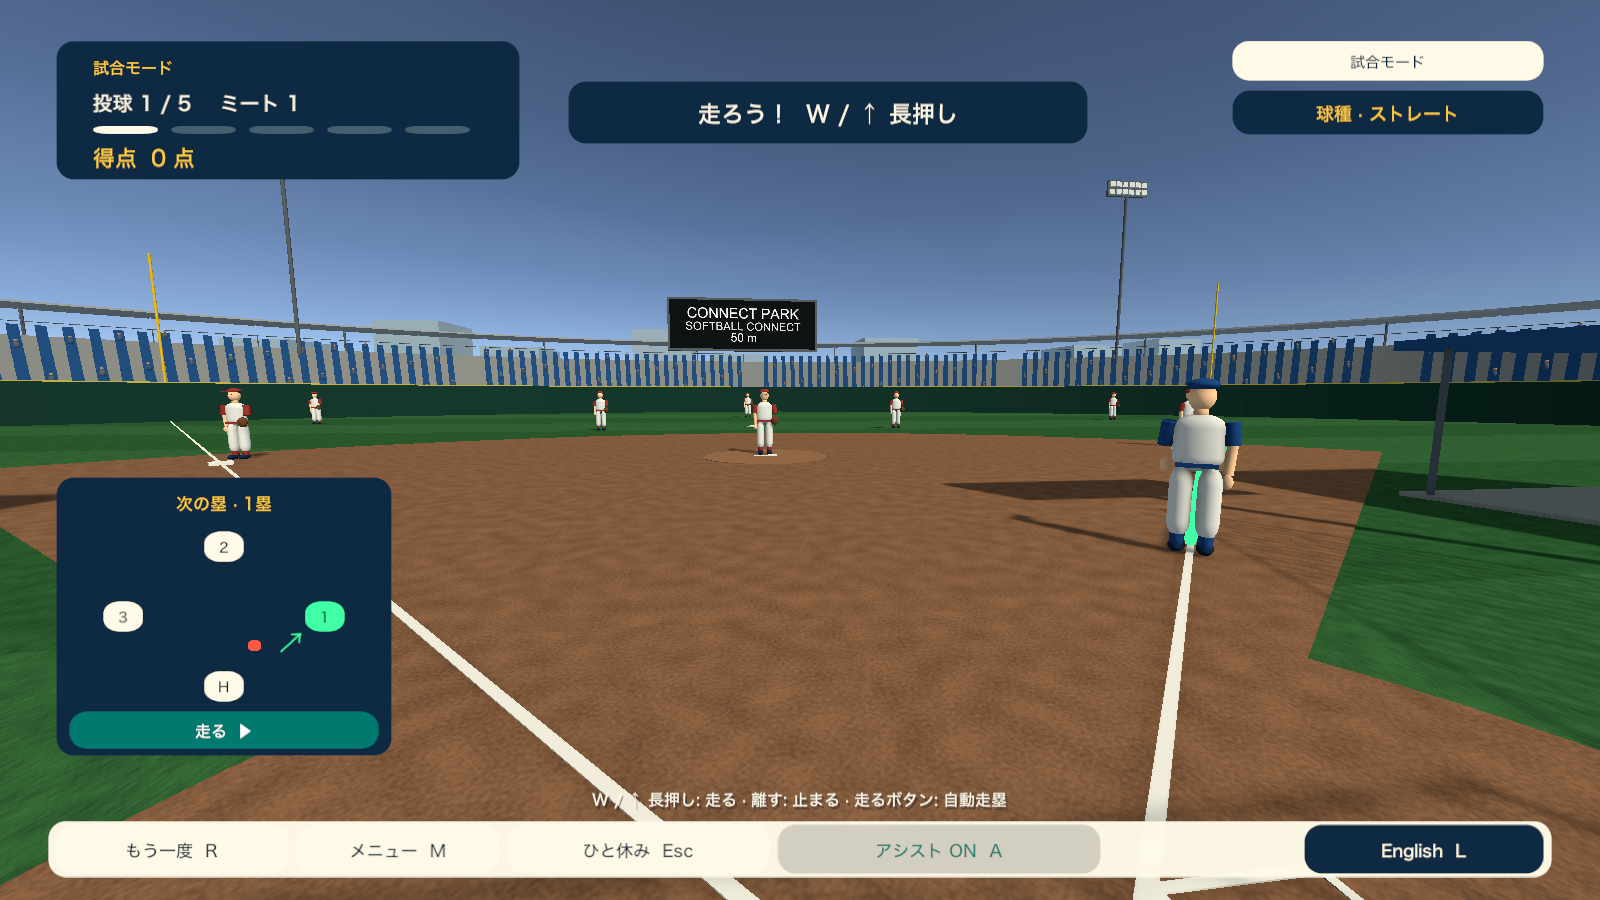 試合モード
投球 1 / 5 ミート 1
得点 0 点
走ろう！ W / ↑ 長押し
試合モード
球種 · ストレート
CONNECT PARK
SOFTBALL CONNECT
50 m
次の塁 · 1塁
2
3
1
H
走る ▶
W / ↑ 長押し: 走る · 離す: 止まる · 走るボタン: 自動走塁
もう一度 R
メニュー M
ひと休み Esc
アシスト ON A
English L